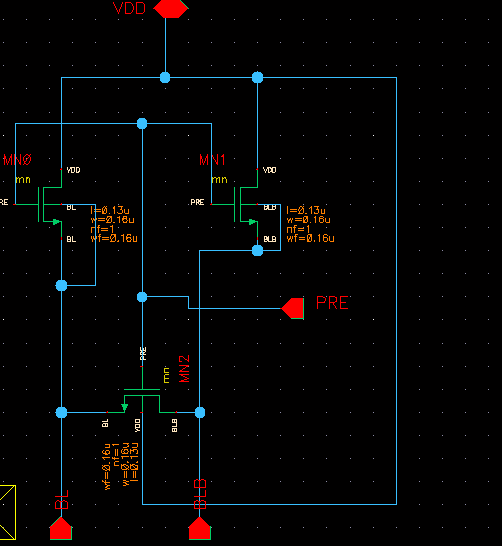 VDD
MN0
MN1
mn
mn
VDD
VDD
RE
BL
PRE
BLB
l=0.13u
w=0.16u
nf=1
wf=0.16u
l=0.13u
w=0.16u
nf=1
wf=0.16u
BL
BLB
PRE
PRE
mn
MN2
BL
VDD
BLB
wf=0.16u
nf=1
w=0.16u
l=0.13u
BL
BLB